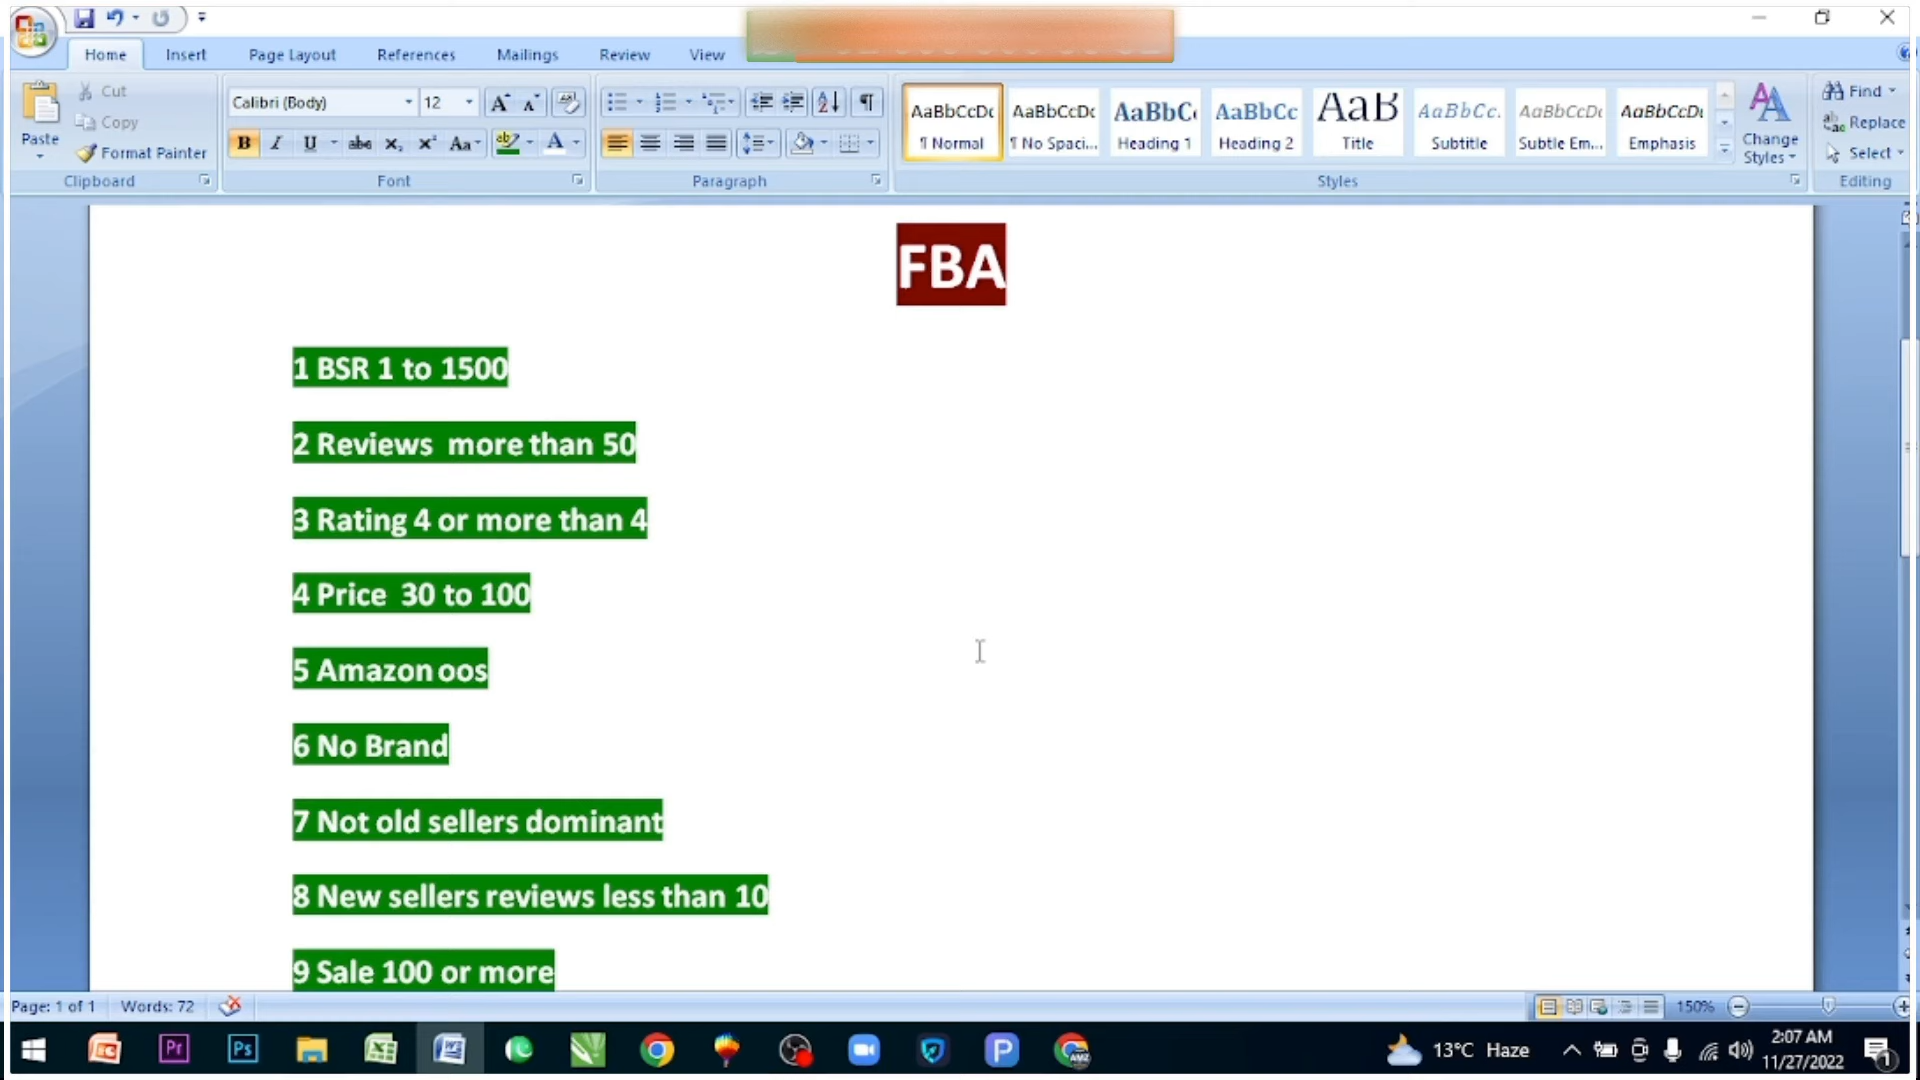 Home Insert Page Layout References Mailings Review View
Cut
Copy
Paste
Format Painter
Clipboard
Calibri (Body) 12
Font
Paragraph
AaBbCcDc AaBbCcDc AaBbC AaBbCc AaB AaBbCc. AaBbCcDc AaBbCcDc
¶ Normal ¶ No Spaci... Heading 1 Heading 2 Title Subtitle Subtle Em... Emphasis
Change Styles
Styles
Find
Replace
Select
Editing
FBA
1 BSR 1 to 1500
2 Reviews more than 50
3 Rating 4 or more than 4
4 Price 30 to 100
5 Amazon oos
6 No Brand
7 Not old sellers dominant
8 New sellers reviews less than 10
9 Sale 100 or more
Page: 1 of 1 Words: 72 150%
13°C Haze
2:07 AM
11/27/2022